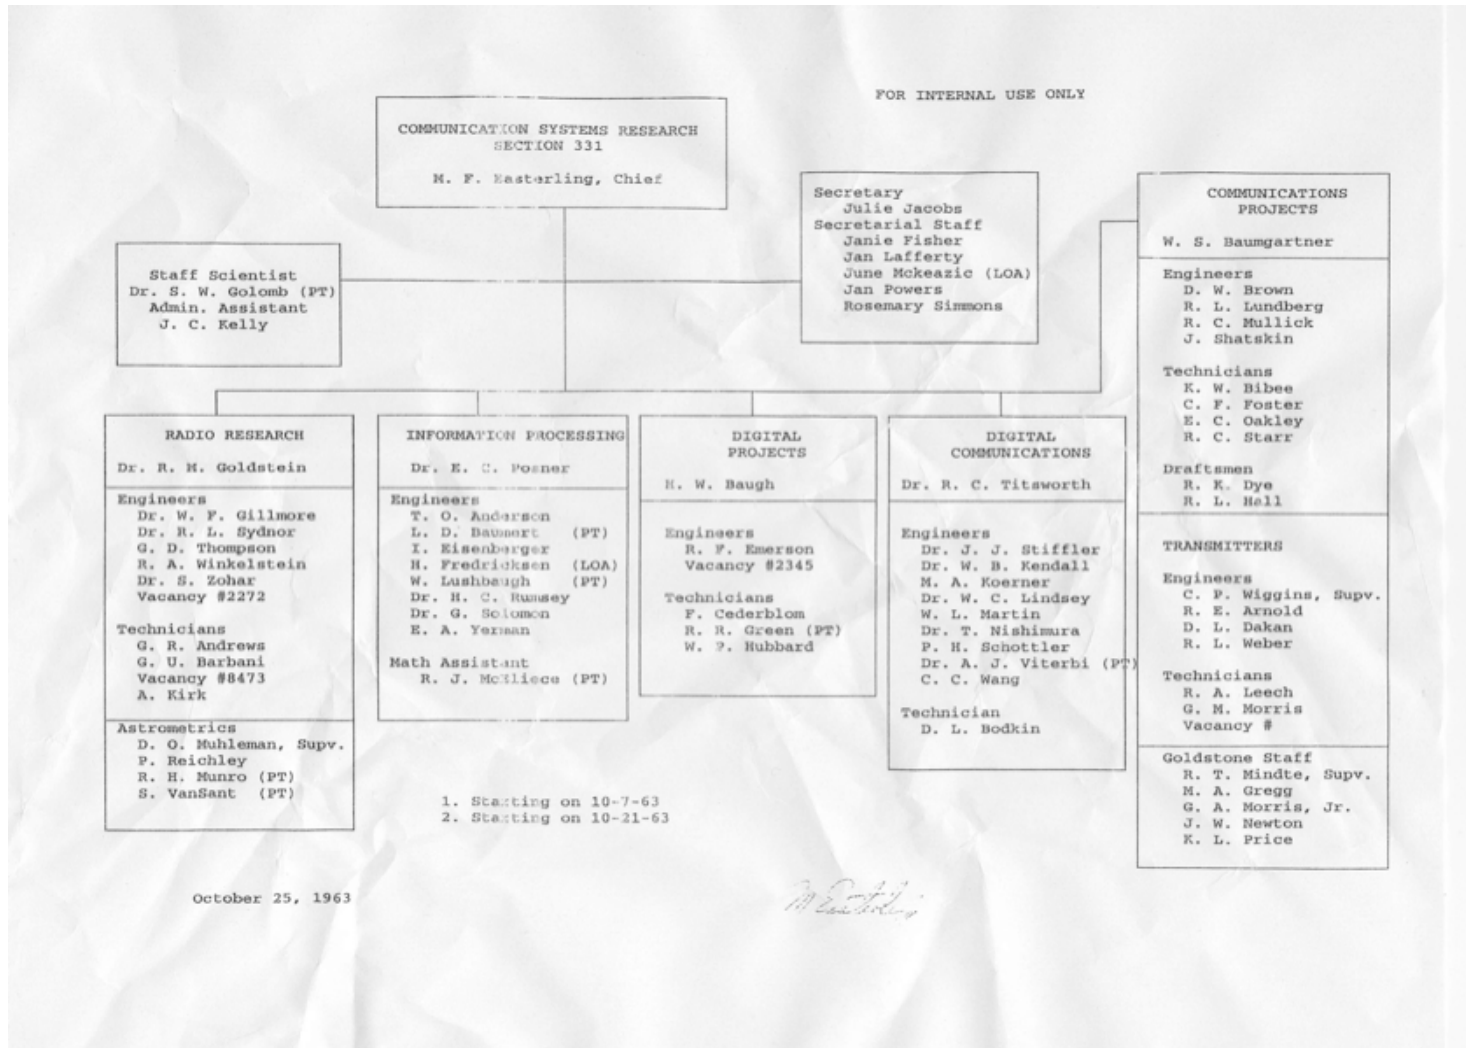 FOR INTERNAL USE ONLY
COMMUNICATION SYSTEMS RESEARCH
SECTION 331
M. F. Easterling, Chief
Secretary
Julie Jacobs
Secretarial Staff
Janie Fisher
Jan Lafferty
June Mckeazic (LOA)
Jan Powers
Rosemary Simmons
Staff Scientist
Dr. S. W. Golomb (PT)
Admin. Assistant
J. C. Kelly
RADIO RESEARCH
Dr. R. M. Goldstein
Engineers
Dr. W. F. Gillmore
Dr. R. L. Sydnor
G. D. Thompson
R. A. Winkelstein
Dr. S. Zohar
Vacancy #2272
Technicians
G. R. Andrews
G. U. Barbani
Vacancy #8473
A. Kirk
Astrometrics
D. O. Muhleman, Supv.
P. Reichley
R. H. Munro (PT)
S. VanSant (PT)
INFORMATION PROCESSING
Dr. E. C. Posner
Engineers
T. O. Anderson
L. D. Baumert (PT)
I. Eisenberger
H. Fredricksen (LOA)
W. Lushbaugh (PT)
Dr. H. C. Rumsey
Dr. G. Solomon
E. A. Yerman
Math Assistant
R. J. McEliece (PT)
DIGITAL
PROJECTS
H. W. Baugh
Engineers
R. F. Emerson
Vacancy #2345
Technicians
F. Cederblom
R. R. Green (PT)
W. P. Hubbard
DIGITAL
COMMUNICATIONS
Dr. R. C. Titsworth
Engineers
Dr. J. J. Stiffler
Dr. W. B. Kendall
M. A. Koerner
Dr. W. C. Lindsey
W. L. Martin
Dr. T. Nishimura
P. H. Schottler
Dr. A. J. Viterbi (PT)
C. C. Wang
Technician
D. L. Bodkin
COMMUNICATIONS
PROJECTS
W. S. Baumgartner
Engineers
D. W. Brown
R. L. Lundberg
R. C. Mullick
J. Shatskin
Technicians
K. W. Bibee
C. F. Foster
E. C. Oakley
R. C. Starr
Draftsmen
R. K. Dye
R. L. Hall
TRANSMITTERS
Engineers
C. P. Wiggins, Supv.
R. E. Arnold
D. L. Dakan
R. L. Weber
Technicians
R. A. Leech
G. M. Morris
Vacancy #
Goldstone Staff
R. T. Mindte, Supv.
M. A. Gregg
G. A. Morris, Jr.
J. W. Newton
K. L. Price
1. Starting on 10-7-63
2. Starting on 10-21-63
October 25, 1963
M Easterling